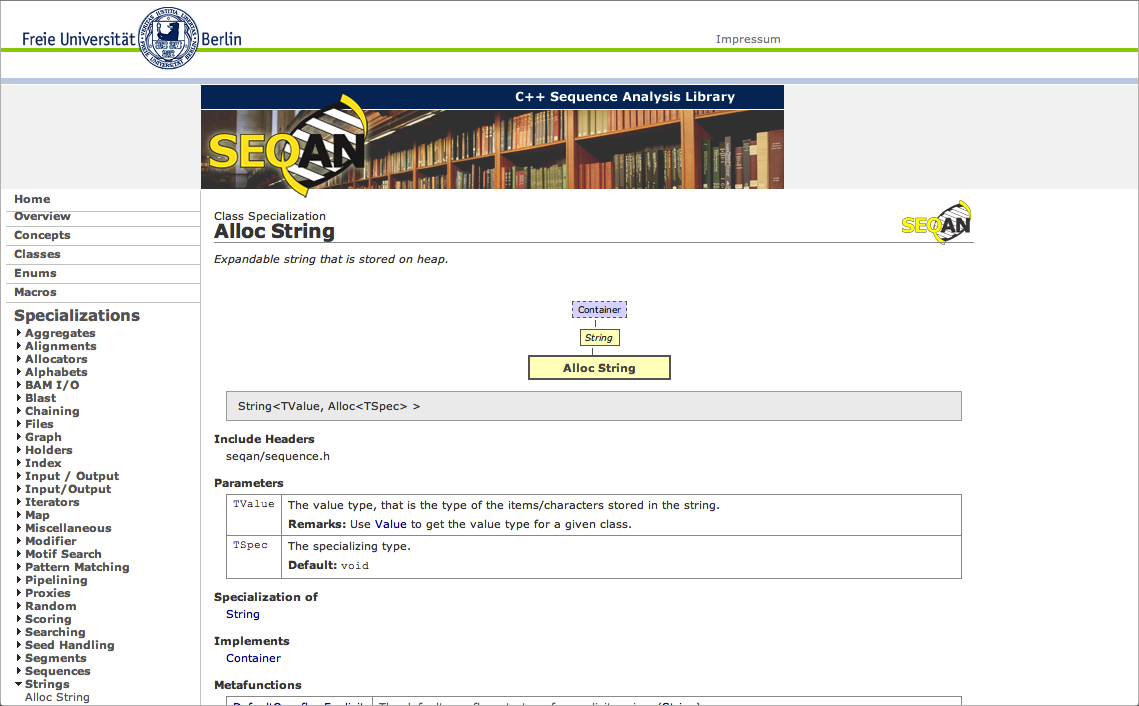 Freie Universität Berlin
Impressum
C++ Sequence Analysis Library
SEQAN
Home
Overview
Concepts
Classes
Enums
Macros
Specializations
Aggregates
Alignments
Allocators
Alphabets
BAM I/O
Blast
Chaining
Files
Graph
Holders
Index
Input / Output
Input/Output
Iterators
Map
Miscellaneous
Modifier
Motif Search
Pattern Matching
Pipelining
Proxies
Random
Scoring
Searching
Seed Handling
Segments
Sequences
Strings
Alloc String
Class Specialization
Alloc String
SEQAN
Expandable string that is stored on heap.
Container
String
Alloc String
String<TValue, Alloc<TSpec> >
Include Headers
seqan/sequence.h
Parameters
TValue The value type, that is the type of the items/characters stored in the string.
Remarks: Use Value to get the value type for a given class.
TSpec The specializing type.
Default: void
Specialization of
String
Implements
Container
Metafunctions